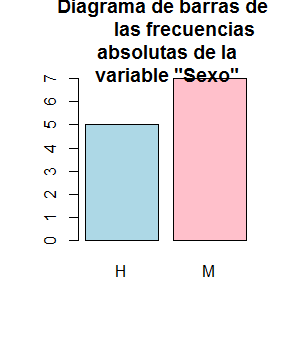 Diagrama de barras de
las frecuencias
absolutas de la
variable "Sexo"
7
6
5
4
3
2
1
0
H M